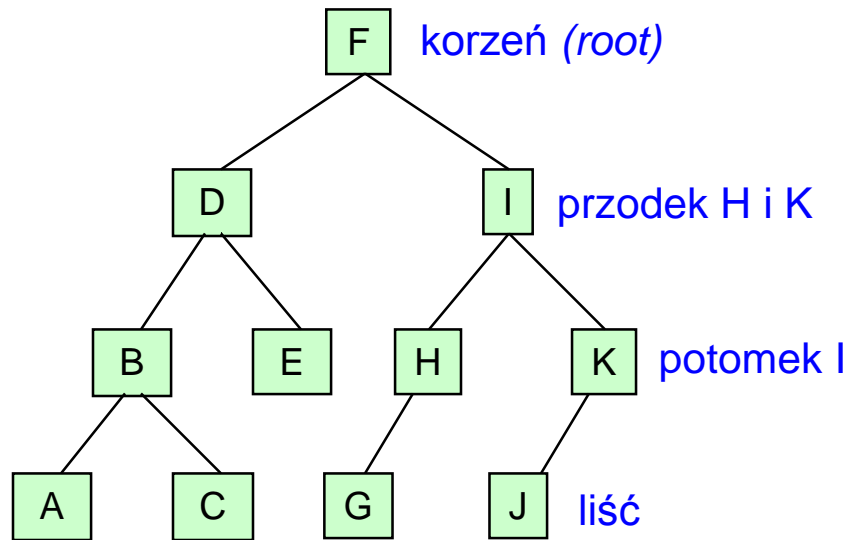 F korzeń (root)
D I przodek H i K
B E H K potomek I
A C G J liść